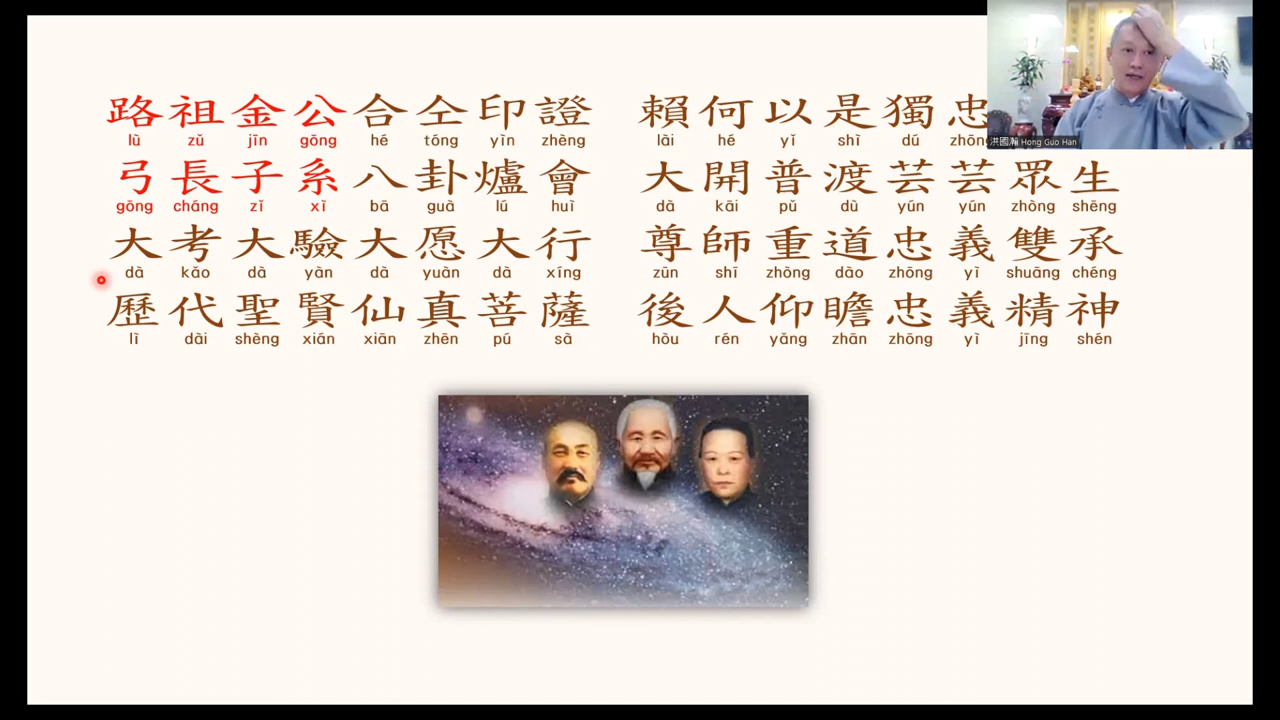 路祖金公合仝印證 賴何以是獨忠
lù zǔ jīn gōng hé tóng yìn zhèng lài hé yǐ shì dú zhōn
弓長子系八卦爐會 大開普渡芸芸眾生
gōng cháng zǐ xì bā guà lú huì dà kāi pǔ dù yún yún zhòng shēng
大考大驗大愿大行 尊師重道忠義雙承
dà kǎo dà yàn dà yuàn dà xíng zūn shī zhōng dào zhōng yì shuāng chéng
歷代聖賢仙真菩薩 後人仰瞻忠義精神
lì dài shèng xián xiān zhēn pú sà hòu rén yǎng zhān zhōng yì jīng shén
洪國瀚 Hong Guo Han